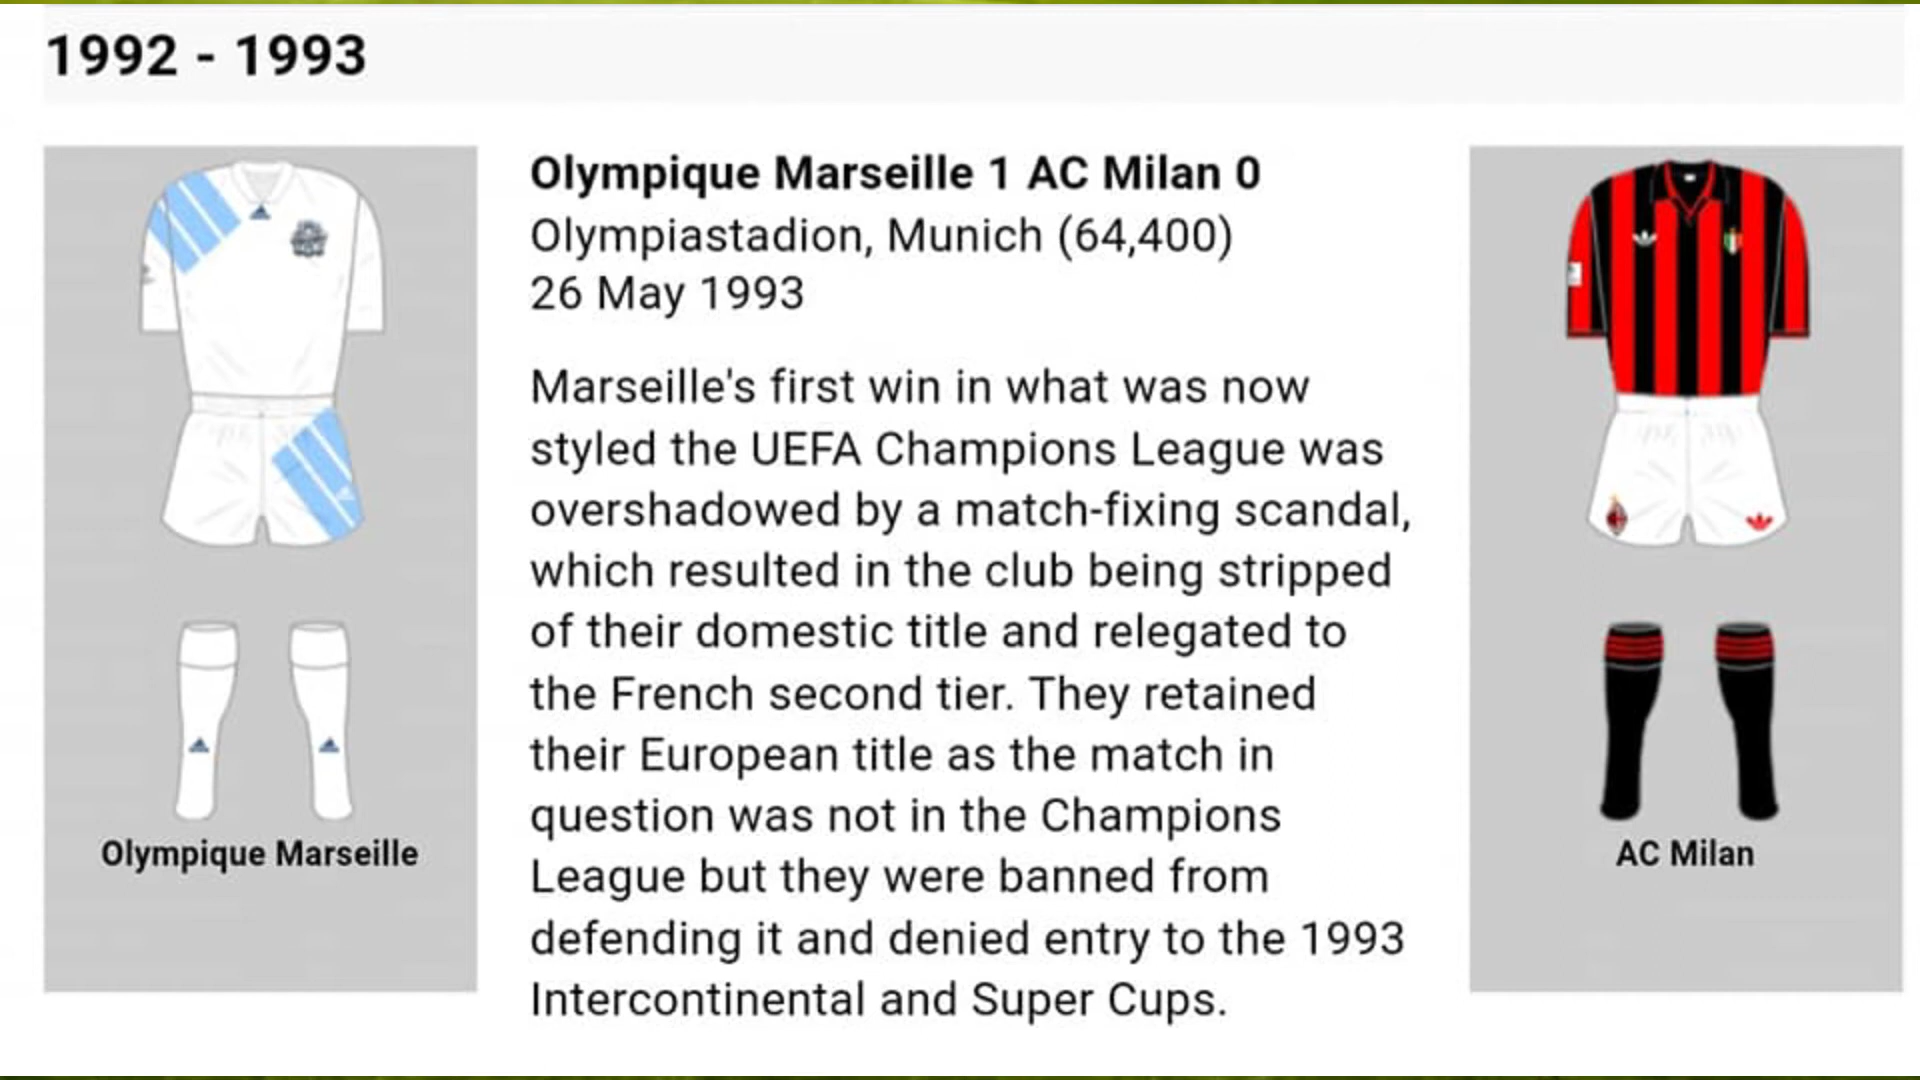 1992 - 1993
Olympique Marseille 1 AC Milan 0
Olympiastadion, Munich (64,400)
26 May 1993
Marseille's first win in what was now
styled the UEFA Champions League was
overshadowed by a match-fixing scandal,
which resulted in the club being stripped
of their domestic title and relegated to
the French second tier. They retained
their European title as the match in
question was not in the Champions
League but they were banned from
defending it and denied entry to the 1993
Intercontinental and Super Cups.
Olympique Marseille
AC Milan